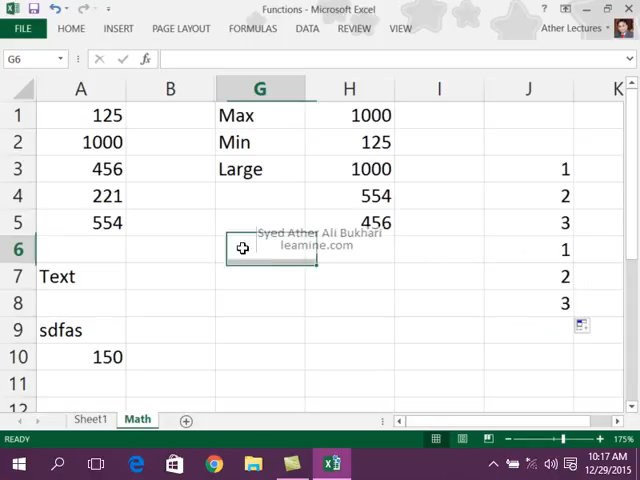 Functions - Microsoft Excel
FILE HOME INSERT PAGE LAYOUT FORMULAS DATA REVIEW VIEW Ather Lectures
G6 fx
A B G H I J K
1 125 Max 1000
2 1000 Min 125
3 456 Large 1000 1
4 221 554 2
5 554 456 3
Syed Ather Ali Bukhari
6 1
learnine.com
7 Text 2
8 3
9 sdfas
10 150
11
12
Sheet1 Math
READY 175%
10:17 AM
12/29/2015